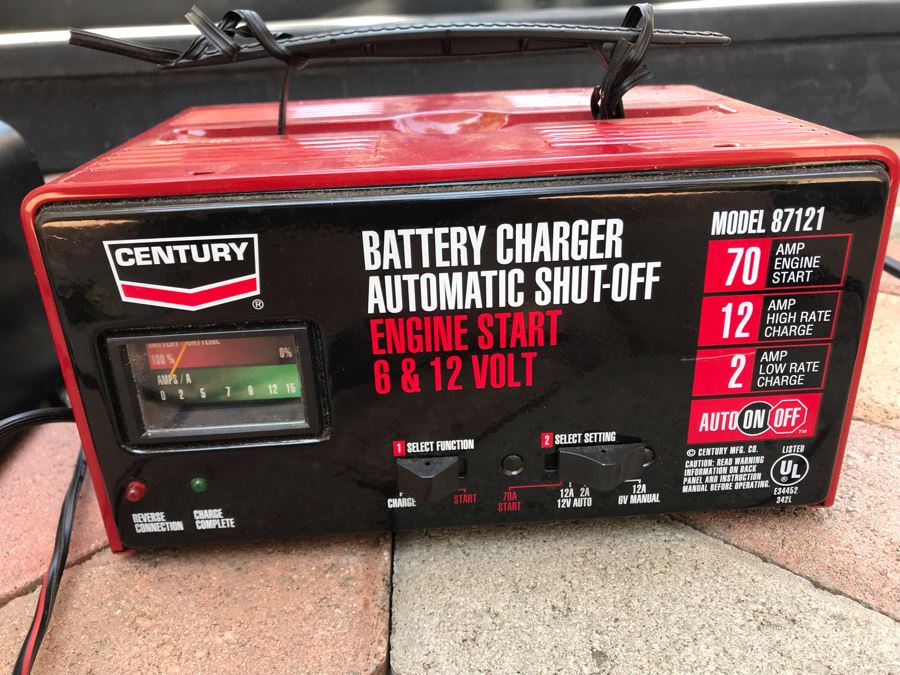 CENTURY
®
BATTERY CHARGER
AUTOMATIC SHUT-OFF
ENGINE START
6 & 12 VOLT
MODEL 87121
70 AMP ENGINE START
12 AMP HIGH RATE CHARGE
2 AMP LOW RATE CHARGE
AUTO ON OFF ™
© CENTURY MFG. CO.
CAUTION: READ WARNING
INFORMATION ON BACK
PANEL AND INSTRUCTION
MANUAL BEFORE OPERATING.
LISTED
UL
®
E34452
342L
100 % 0%
AMPS / A
0 2 5 7 9 12 15
REVERSE
CONNECTION
CHARGE
COMPLETE
1 SELECT FUNCTION
CHARGE START
2 SELECT SETTING
70A
START
12A 2A
12V AUTO
12A
6V MANUAL